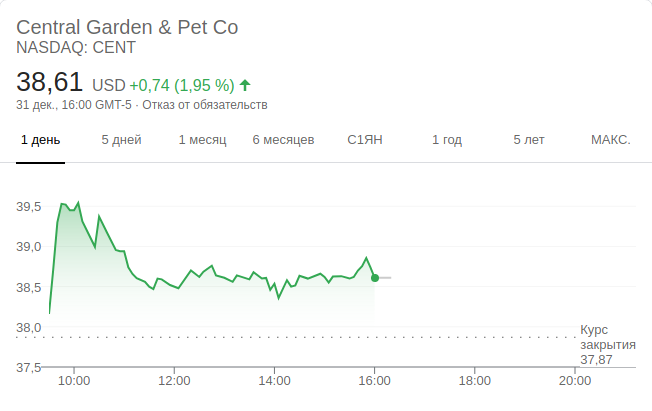 Central Garden & Pet Co
NASDAQ: CENT
38,61 USD +0,74 (1,95 %)
31 дек., 16:00 GMT-5 · Отказ от обязательств
1 день 5 дней 1 месяц 6 месяцев С1ЯН 1 год 5 лет МАКС.
39,5
39,0
38,5
38,0
Курс
закрытия
37,87
37,5
10:00 12:00 14:00 16:00 18:00 20:00